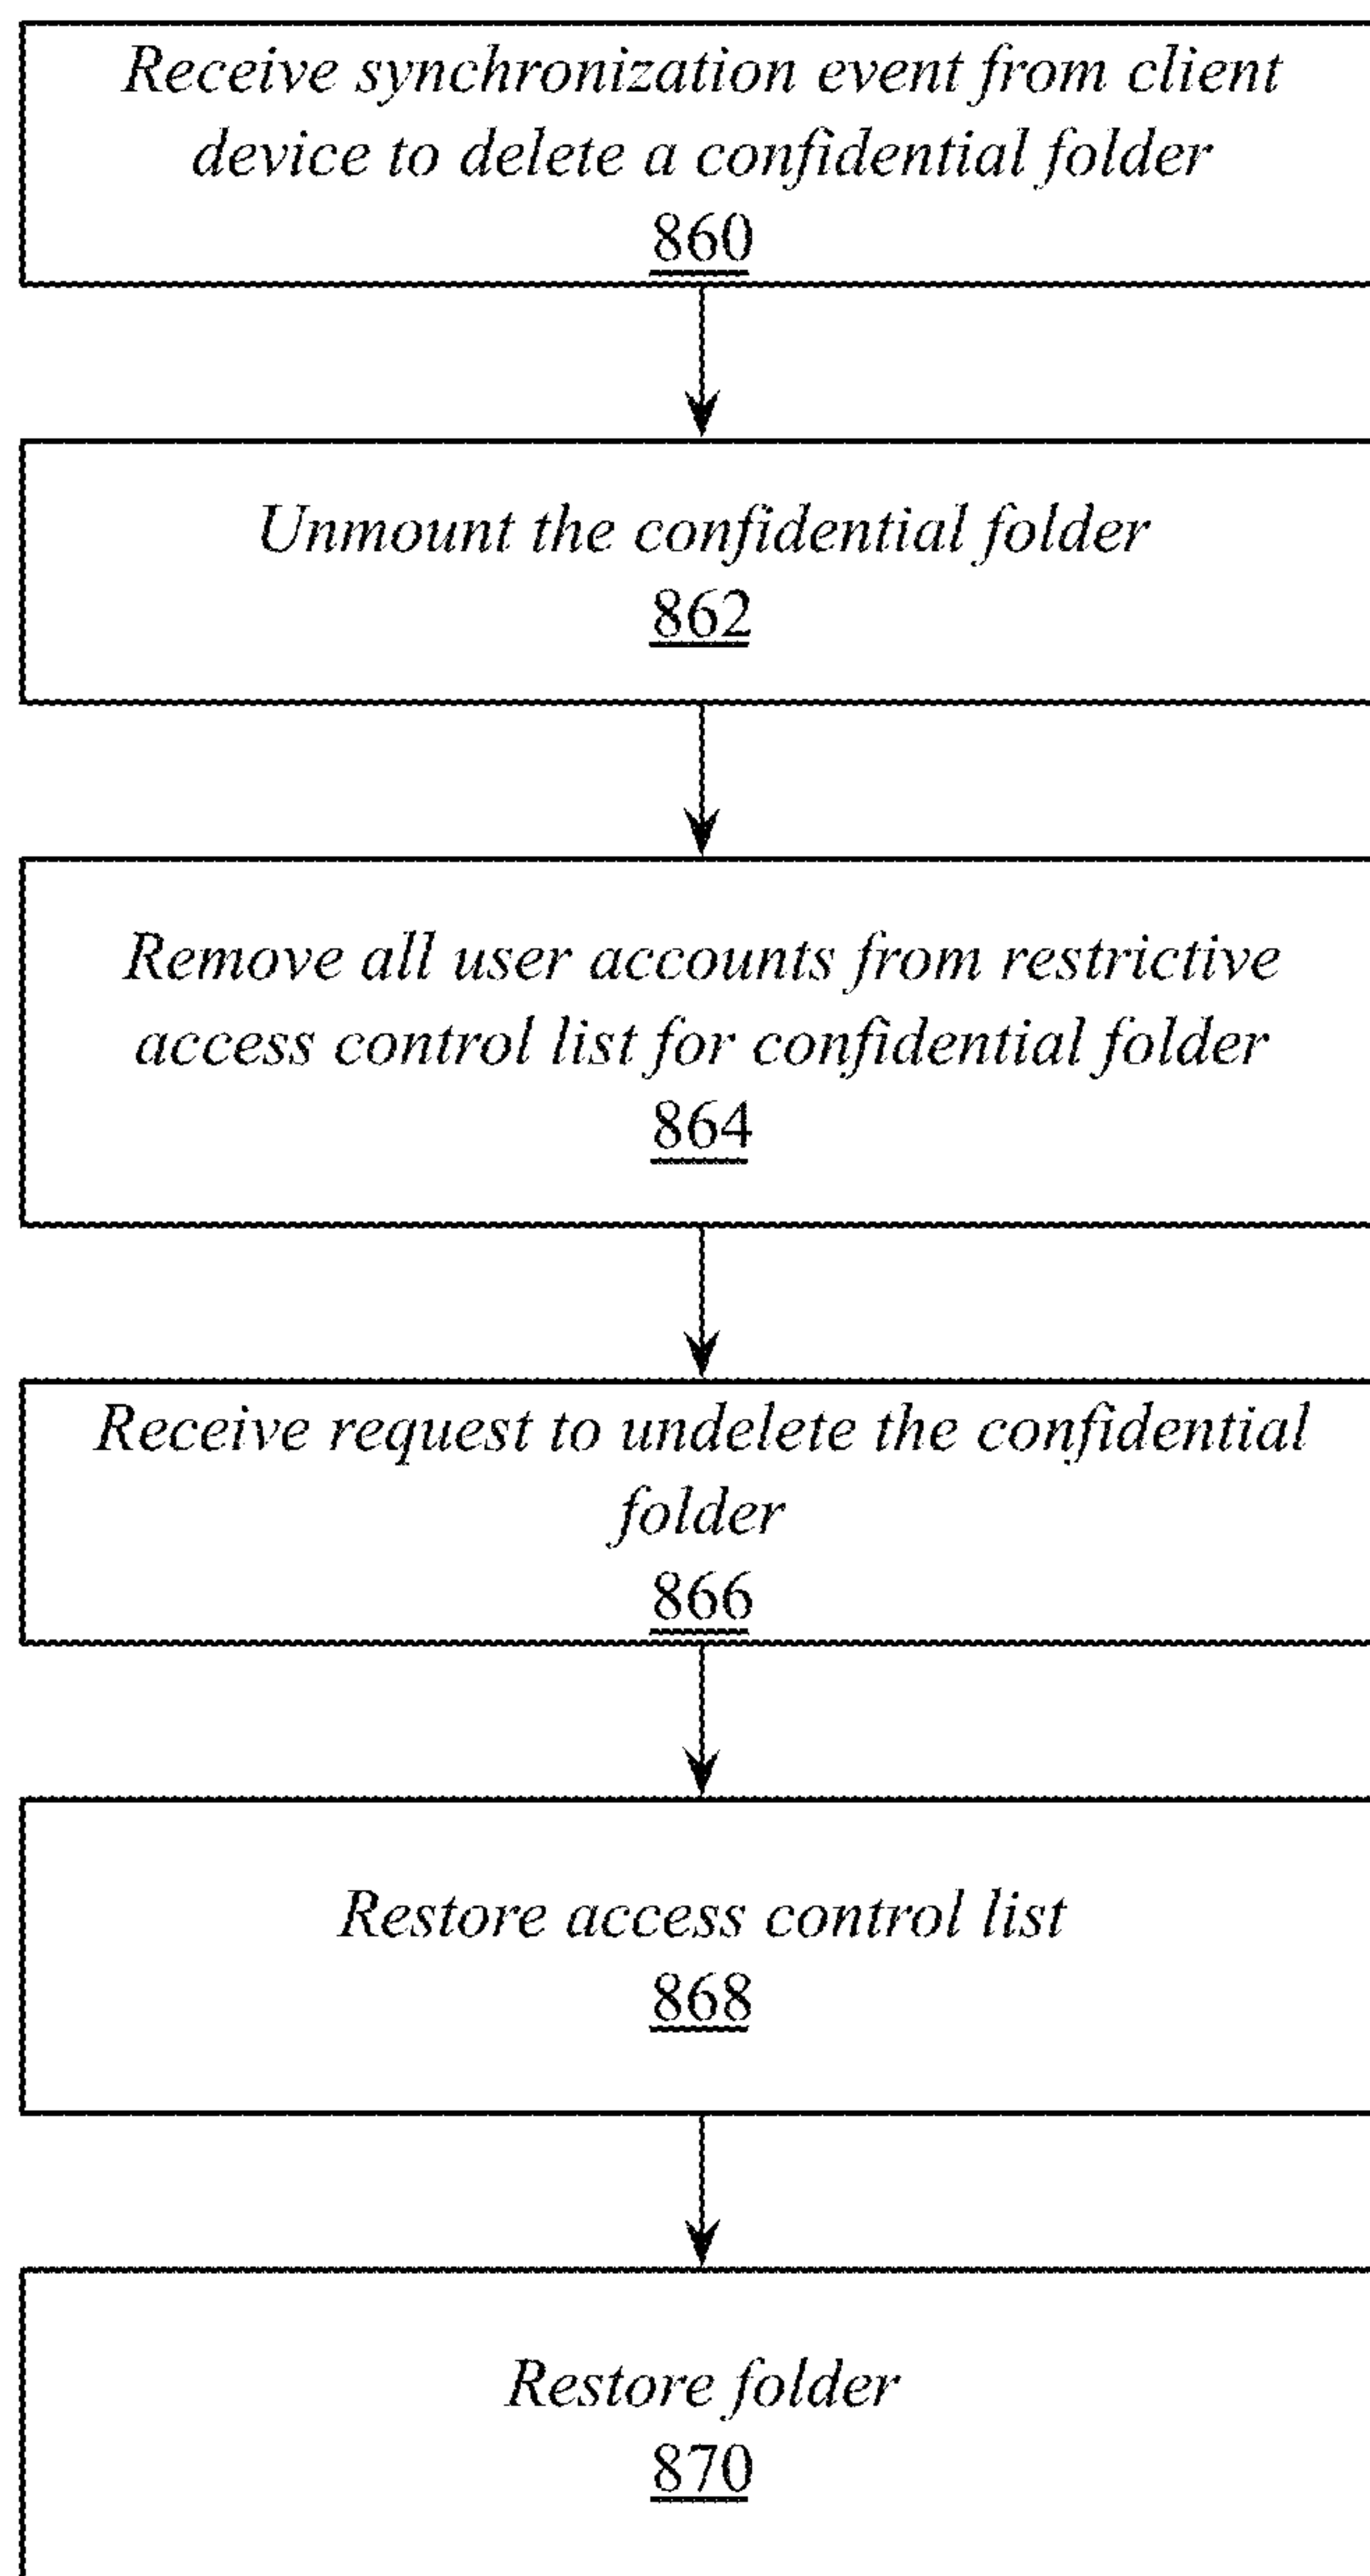 Receive synchronization event from client
device to delete a confidential folder
860
Unmount the confidential folder
862
Remove all user accounts from restrictive
access control list for confidential folder
864
Receive request to undelete the confidential
folder
866
Restore access control list
868
Restore folder
870